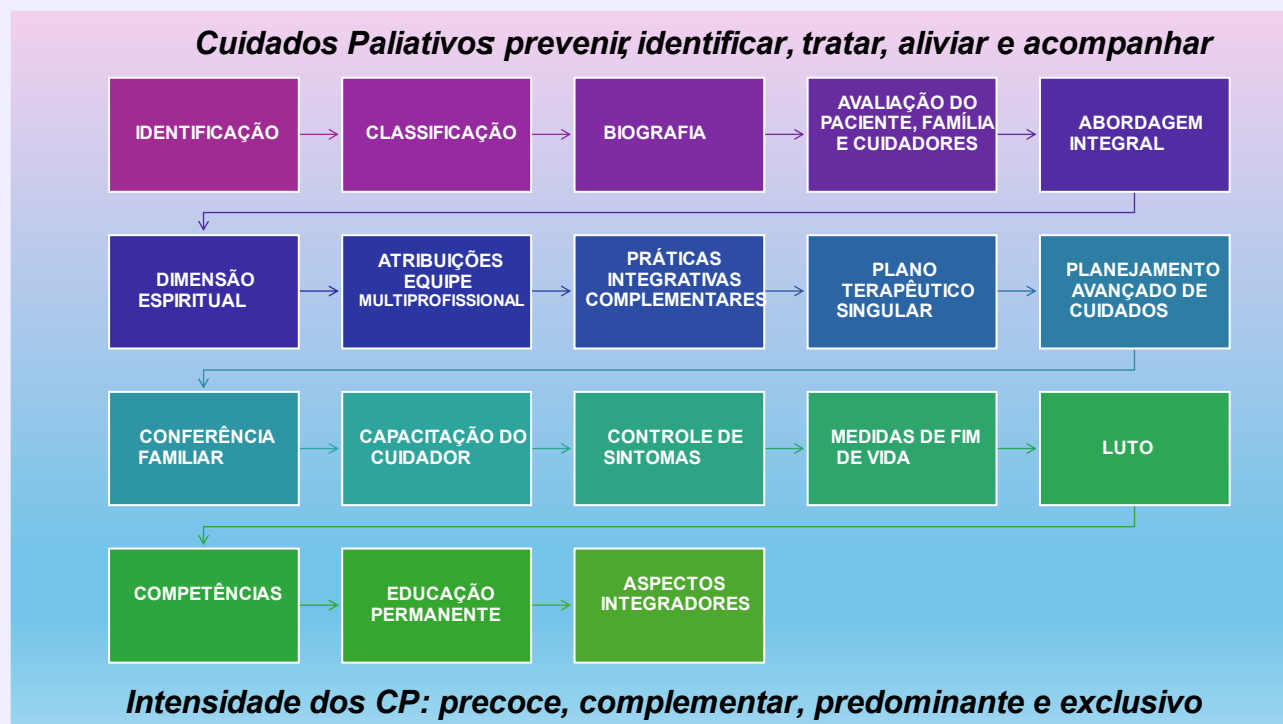 Cuidados Paliativos: prevenir, identificar, tratar, aliviar e acompanhar
IDENTIFICAÇÃO
CLASSIFICAÇÃO
BIOGRAFIA
AVALIAÇÃO DO
PACIENTE, FAMÍLIA
E CUIDADORES
ABORDAGEM
INTEGRAL
DIMENSÃO
ESPIRITUAL
ATRIBUIÇÕES
EQUIPE
MULTIPROFISSIONAL
PRÁTICAS
INTEGRATIVAS
COMPLEMENTARES
PLANO
TERAPÊUTICO
SINGULAR
PLANEJAMENTO
AVANÇADO DE
CUIDADOS
CONFERÊNCIA
FAMILIAR
CAPACITAÇÃO DO
CUIDADOR
CONTROLE DE
SINTOMAS
MEDIDAS DE FIM
DE VIDA
LUTO
COMPETÊNCIAS
EDUCAÇÃO
PERMANENTE
ASPECTOS
INTEGRADORES
Intensidade dos CP: precoce, complementar, predominante e exclusivo